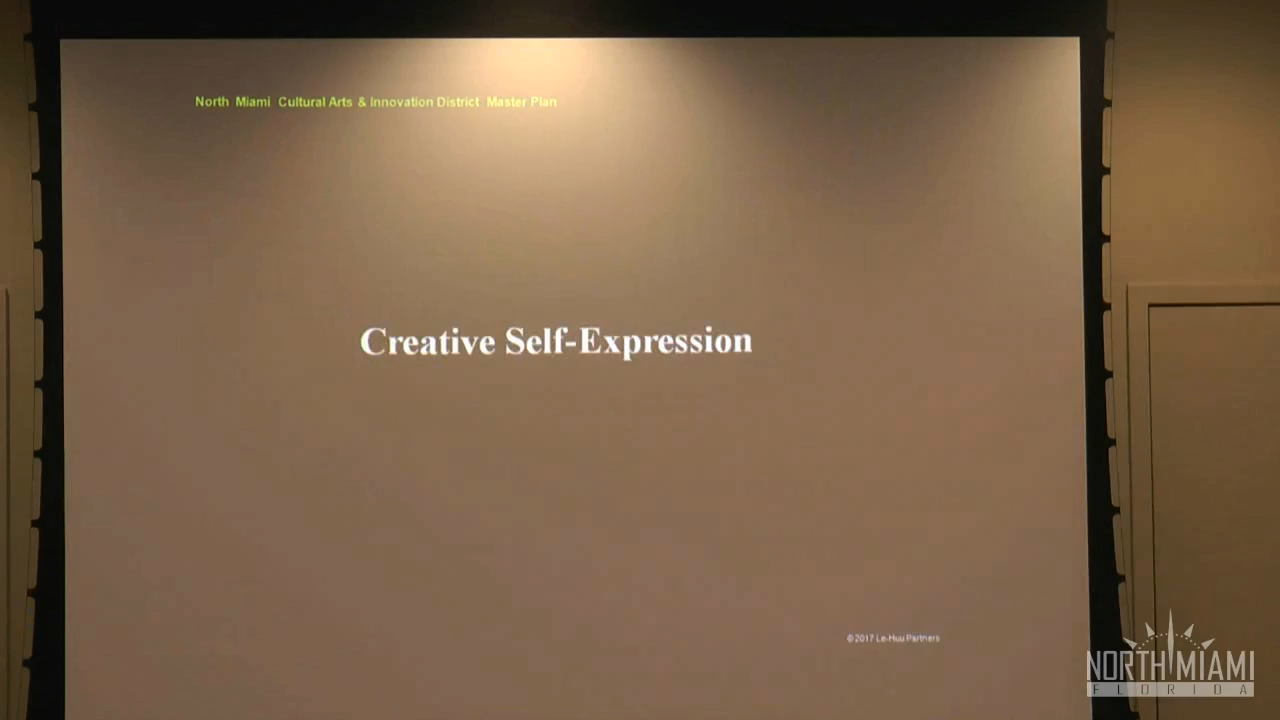 North Miami Cultural Arts & Innovation District Master Plan
Creative Self-Expression
©2017 Le-Huu Partners
NORTH MIAMI
FLORIDA